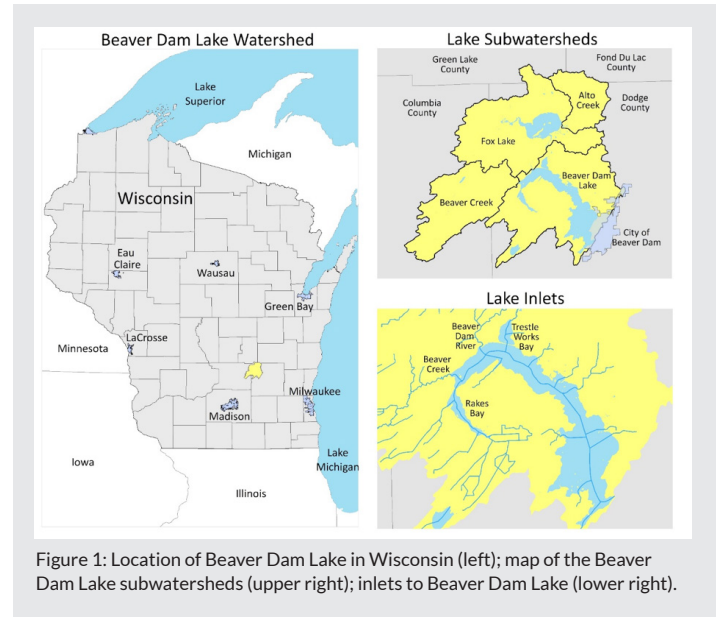 Beaver Dam Lake Watershed
Lake
Superior
Michigan
Wisconsin
Eau
Claire
Wausau
Green Bay
LaCrosse
Minnesota
Milwaukee
Madison
Iowa
Lake
Michigan
Illinois
Lake Subwatersheds
Green Lake
County
Fond Du Lac
County
Columbia
County
Alto
Creek
Dodge
County
Fox Lake
Beaver Dam
Lake
Beaver Creek
City of
Beaver Dam
Lake Inlets
Beaver
Dam
River
Trestle
Works
Bay
Beaver
Creek
Rakes
Bay
Figure 1: Location of Beaver Dam Lake in Wisconsin (left); map of the Beaver
Dam Lake subwatersheds (upper right); inlets to Beaver Dam Lake (lower right).